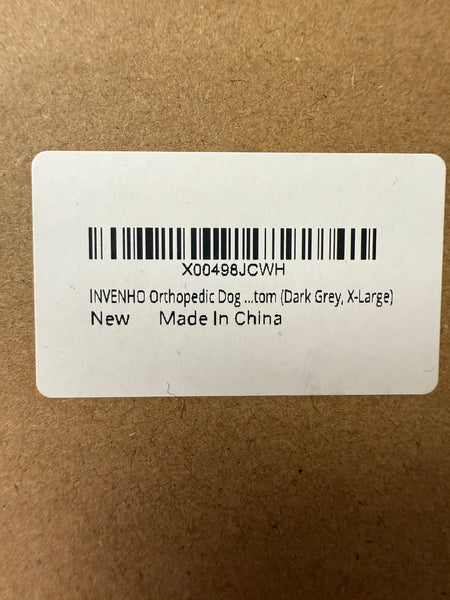 X00498JCWH
INVENHO Orthopedic Dog ...tom (Dark Grey, X-Large)
New Made In China